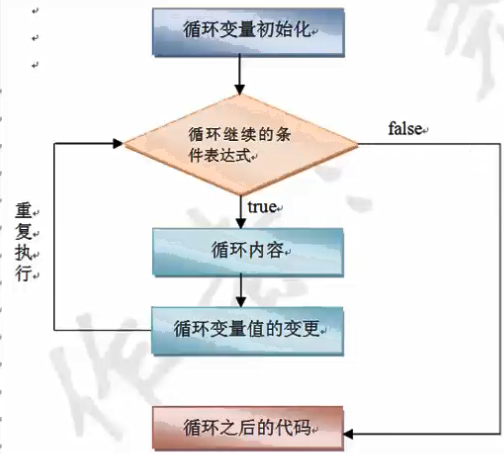 循环变量初始化
循环继续的条
件表达式
false
true
循环内容
循环变量值的变更
重
复
执
行
循环之后的代码